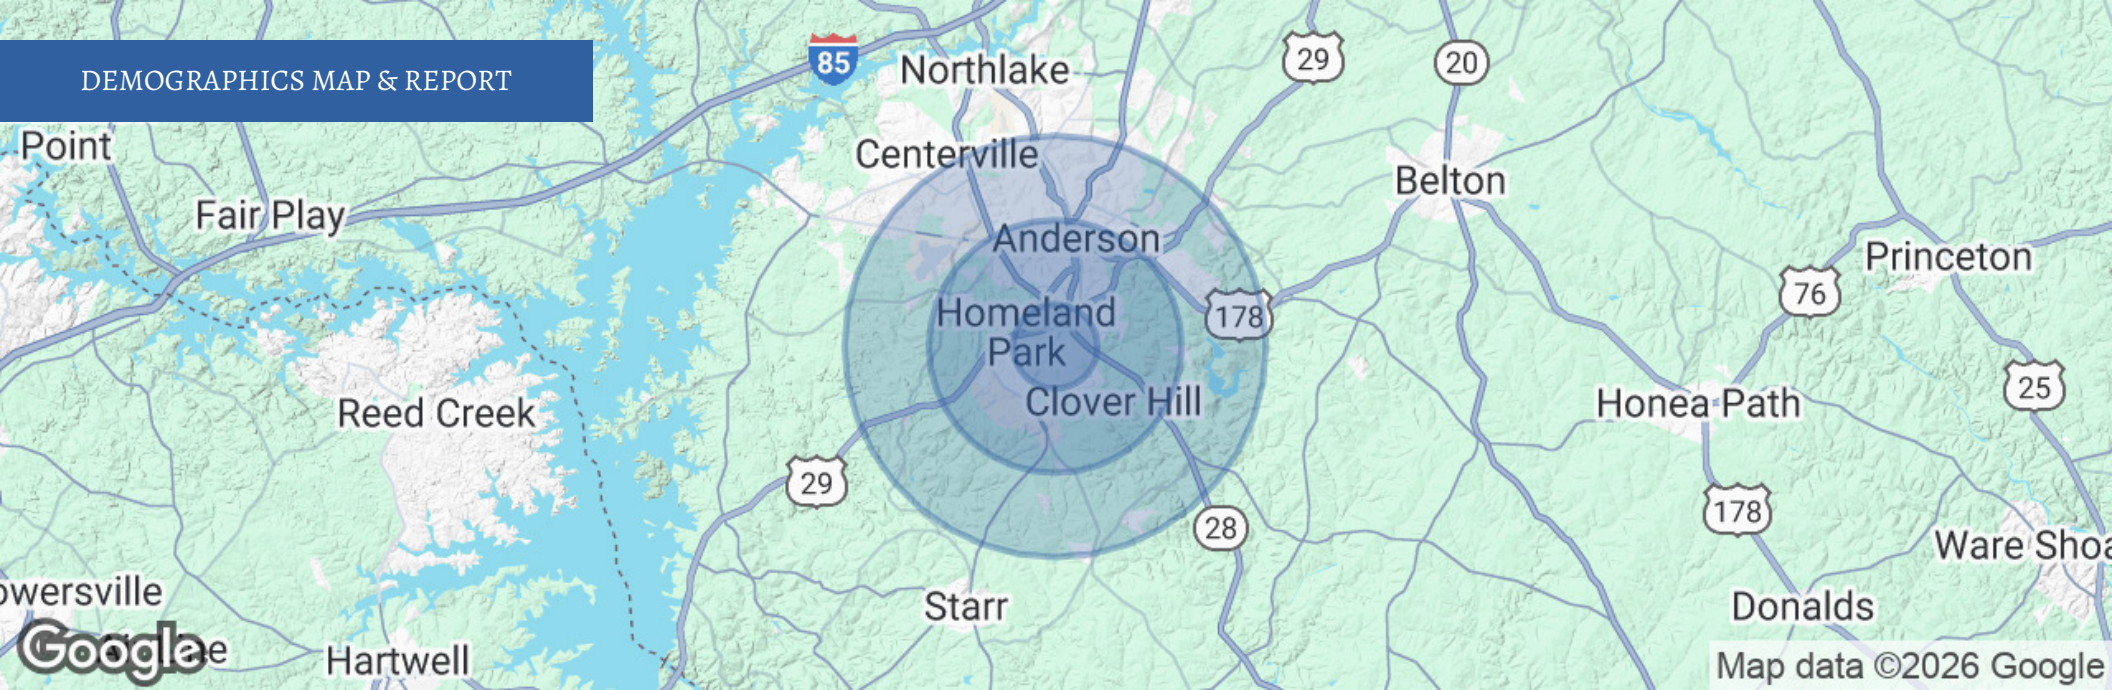 DEMOGRAPHICS MAP & REPORT
85
Northlake
29
20
Point
Centerville
Belton
Fair Play
Anderson
Princeton
76
Homeland
Park
178
Reed Creek
Clover Hill
Honea Path
25
29
28
178
Ware Shoa
owersville
Starr
Donalds
Google
Hartwell
Map data ©2026 Google